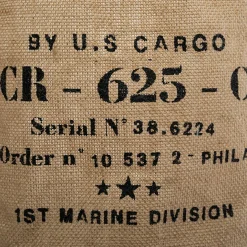 BY U.S CARGO
CR - 625 - C
Serial N° 38.6224
Order n° 10 537 2 - PHILA
★★★
1ST MARINE DIVISION